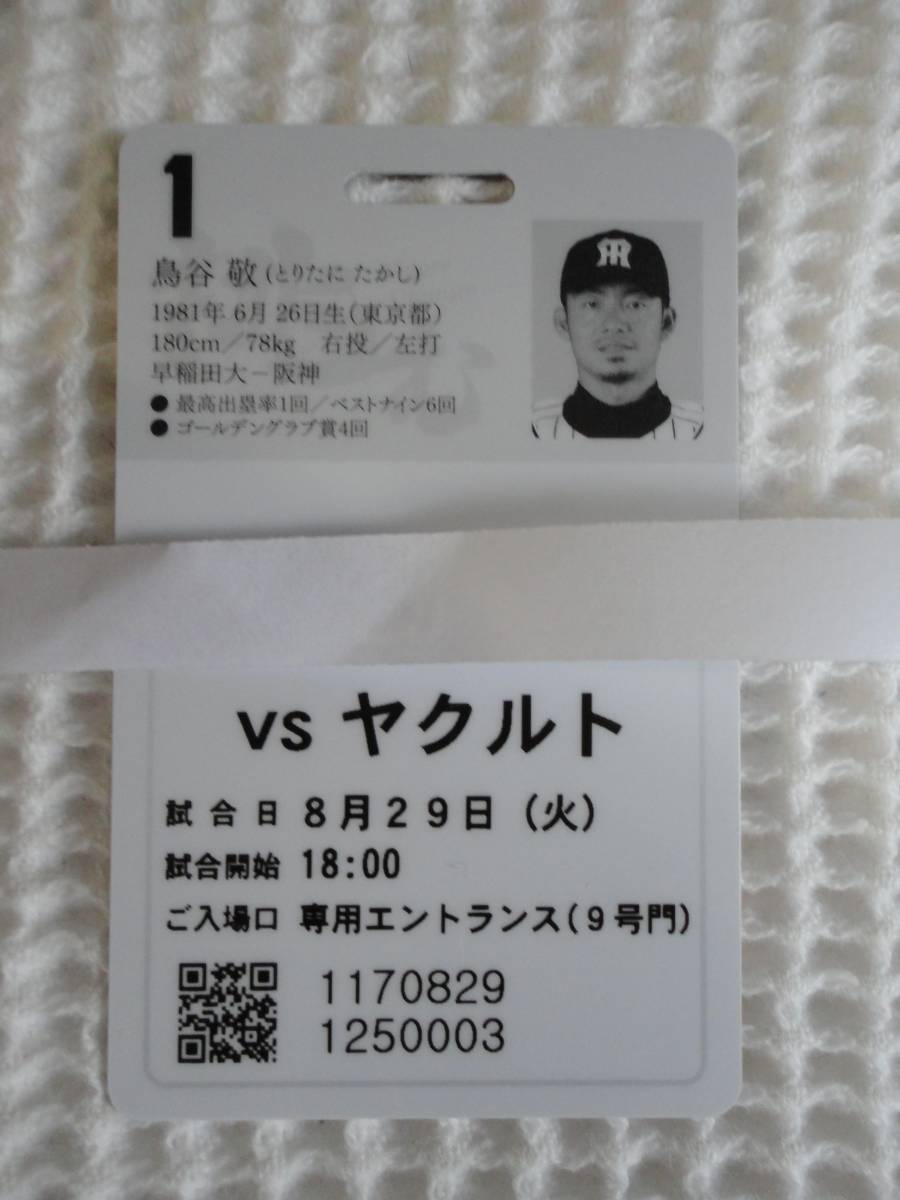 1
鳥谷 敬(とりたに たかし)
1981年 6月 26日生(東京都)
180cm／78kg 右投／左打
早稲田大－阪神
● 最高出塁率1回／ベストナイン6回
● ゴールデングラブ賞4回
vs ヤクルト
試合日 8月29日（火）
試合開始 18:00
ご入場口 専用エントランス(9号門)
1170829
1250003